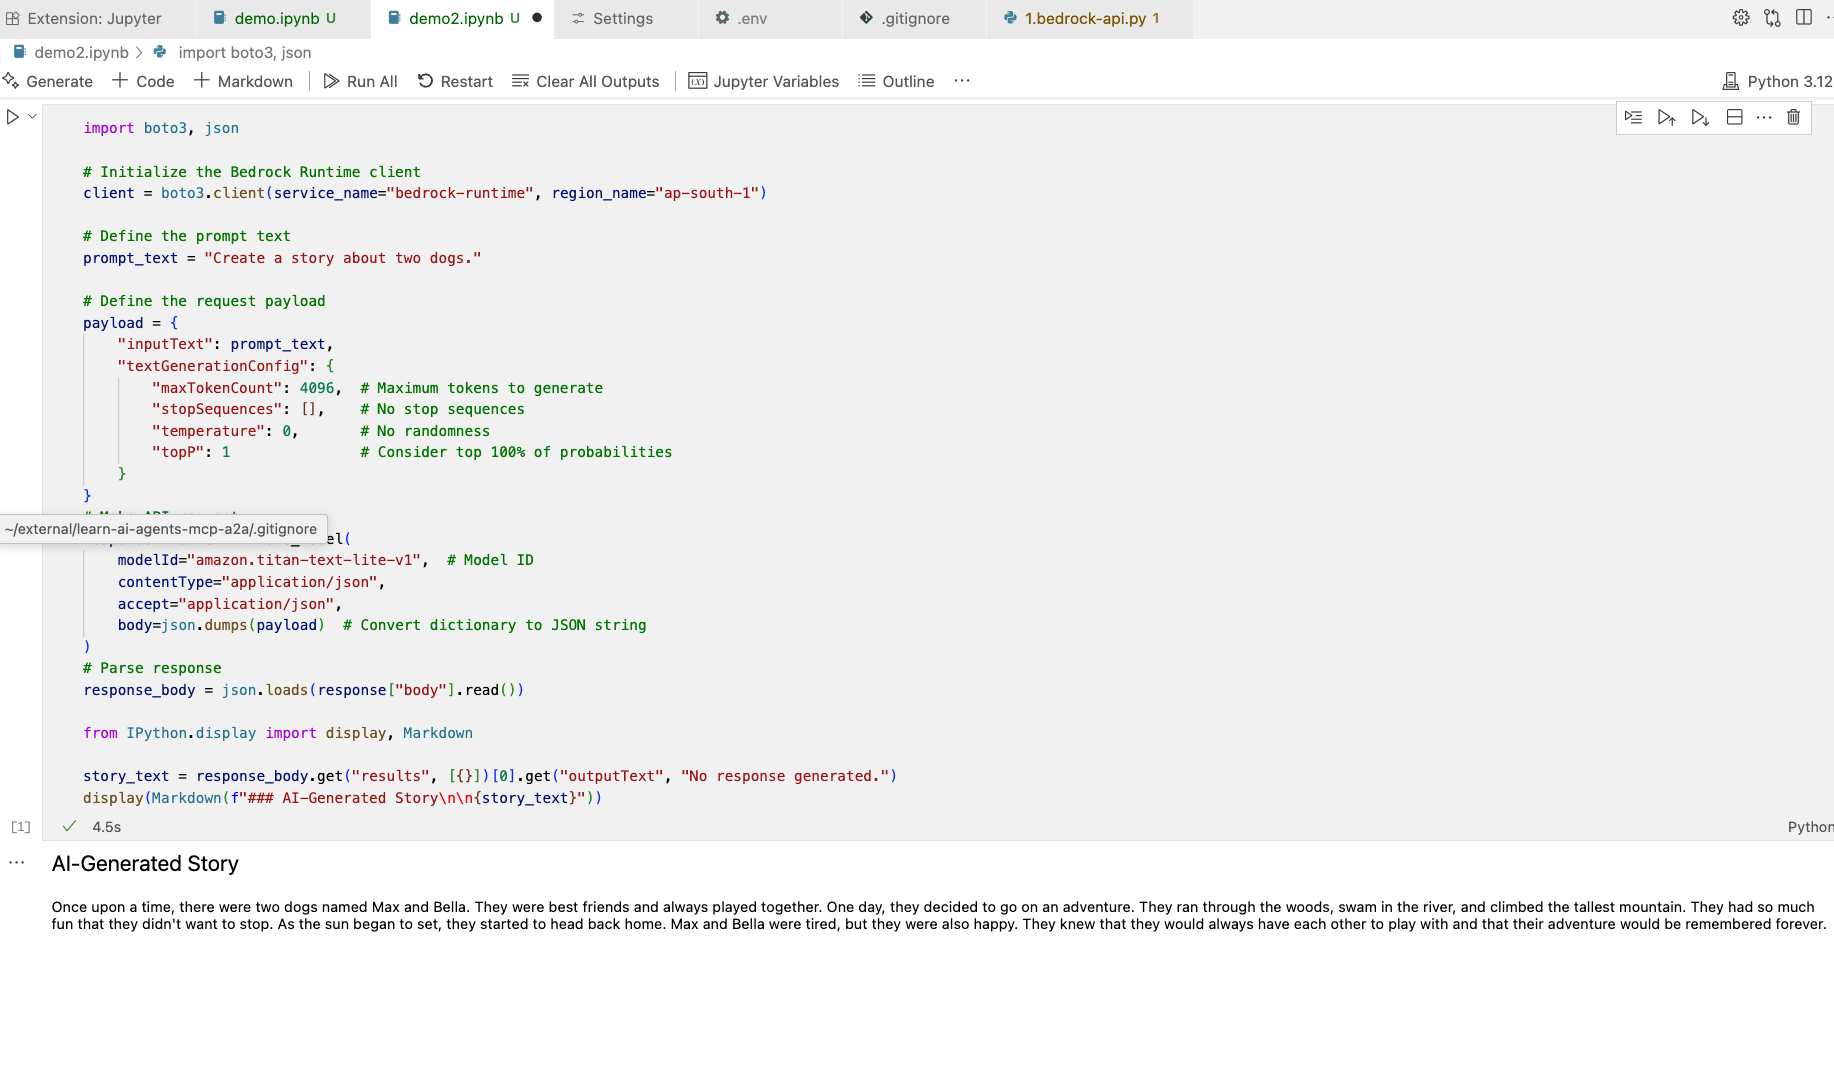 Extension: Jupyter demo.ipynb U demo2.ipynb U Settings .env .gitignore 1.bedrock-api.py 1
demo2.ipynb > import boto3, json
Generate + Code + Markdown Run All Restart Clear All Outputs Jupyter Variables Outline ... Python 3.12
import boto3, json
# Initialize the Bedrock Runtime client
client = boto3.client(service_name="bedrock-runtime", region_name="ap-south-1")
# Define the prompt text
prompt_text = "Create a story about two dogs."
# Define the request payload
payload = {
"inputText": prompt_text,
"textGenerationConfig": {
"maxTokenCount": 4096, # Maximum tokens to generate
"stopSequences": [], # No stop sequences
"temperature": 0, # No randomness
"topP": 1 # Consider top 100% of probabilities
}
}
~/external/learn-ai-agents-mcp-a2a/.gitignore
el(
modelId="amazon.titan-text-lite-v1", # Model ID
contentType="application/json",
accept="application/json",
body=json.dumps(payload) # Convert dictionary to JSON string
)
# Parse response
response_body = json.loads(response["body"].read())
from IPython.display import display, Markdown
story_text = response_body.get("results", [{}])[0].get("outputText", "No response generated.")
display(Markdown(f"### AI-Generated Story\n\n{story_text}"))
[1] 4.5s Python
AI-Generated Story
Once upon a time, there were two dogs named Max and Bella. They were best friends and always played together. One day, they decided to go on an adventure. They ran through the woods, swam in the river, and climbed the tallest mountain. They had so much
fun that they didn't want to stop. As the sun began to set, they started to head back home. Max and Bella were tired, but they were also happy. They knew that they would always have each other to play with and that their adventure would be remembered forever.